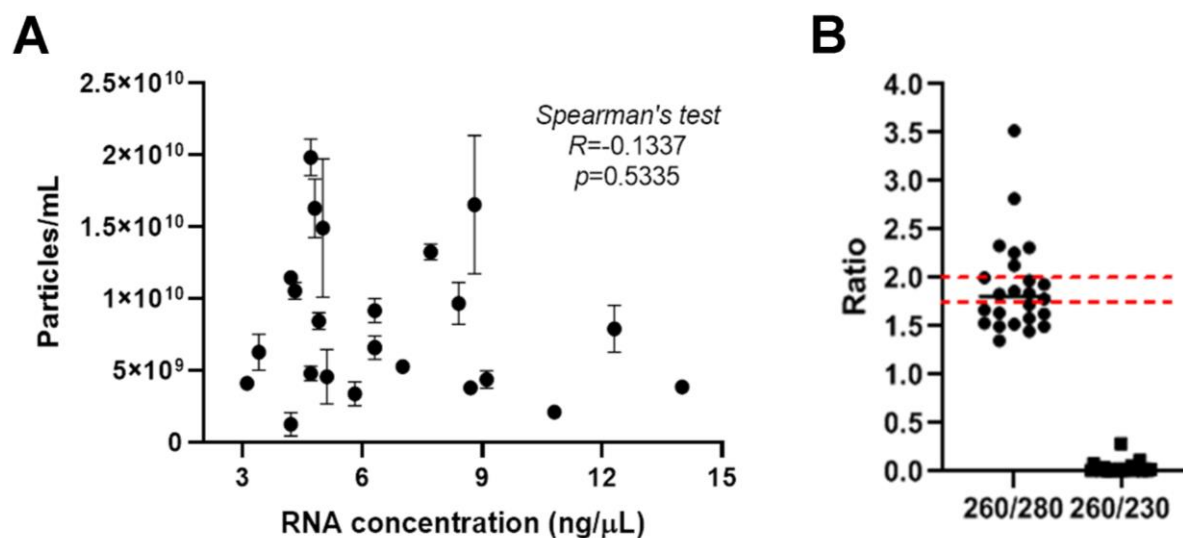 A
B
2.5×10¹⁰
2×10¹⁰
1.5×10¹⁰
1×10¹⁰
5×10⁹
0
Particles/mL
Spearman's test
R=-0.1337
p=0.5335
3 6 9 12 15
RNA concentration (ng/μL)
4.0
3.5
3.0
2.5
2.0
1.5
1.0
0.5
0.0
Ratio
260/280 260/230